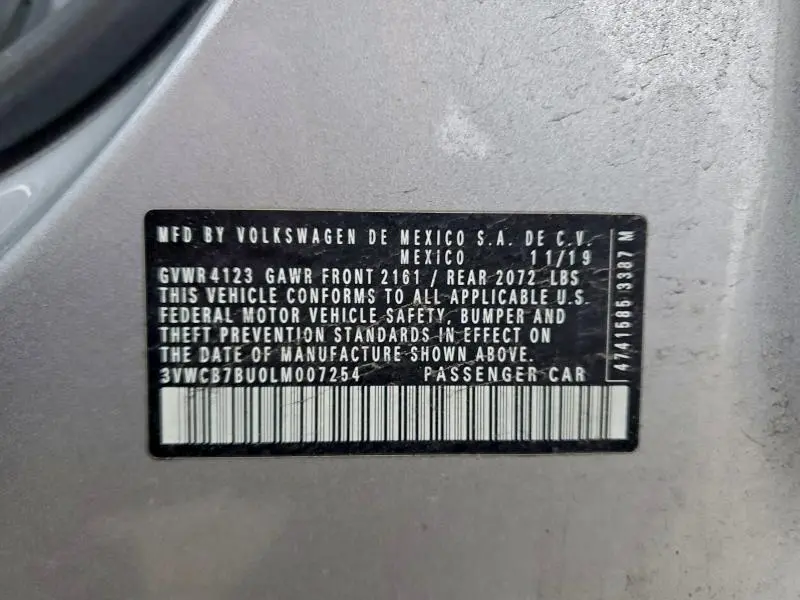 MFD BY VOLKSWAGEN DE MEXICO S.A. DE C.V.
MEXICO 11/19
GVWR 4123 GAWR FRONT 2161 / REAR 2072 LBS
THIS VEHICLE CONFORMS TO ALL APPLICABLE U.S.
FEDERAL MOTOR VEHICLE SAFETY, BUMPER AND
THEFT PREVENTION STANDARDS IN EFFECT ON
THE DATE OF MANUFACTURE SHOWN ABOVE.
3VWCB7BU0LM007254 PASSENGER CAR
4741585 3387 M